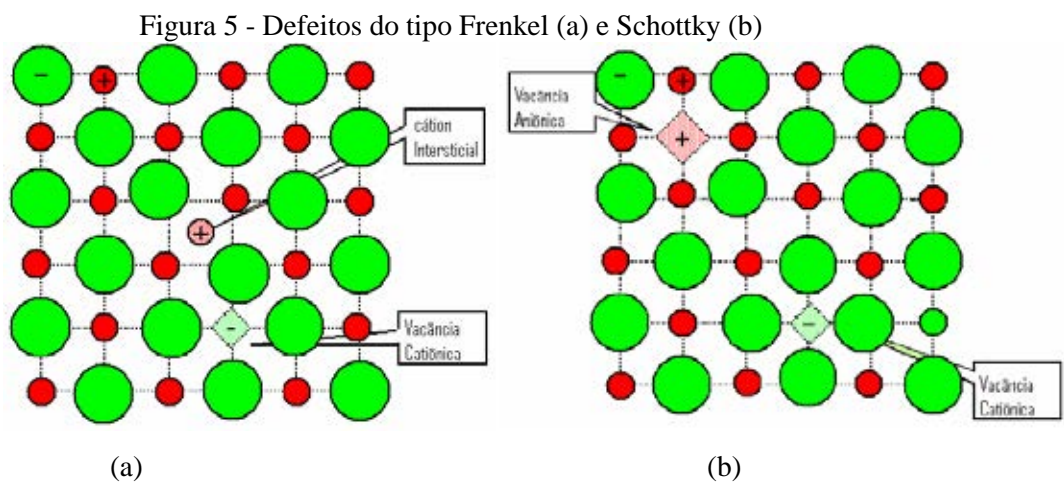 Figura 5 - Defeitos do tipo Frenkel (a) e Schottky (b)
-
+
cátion
Intersticial
+
-
Vacância
Catiônica
(a)
-
+
Vacância
Aniônica
+
-
Vacância
Catiônica
(b)